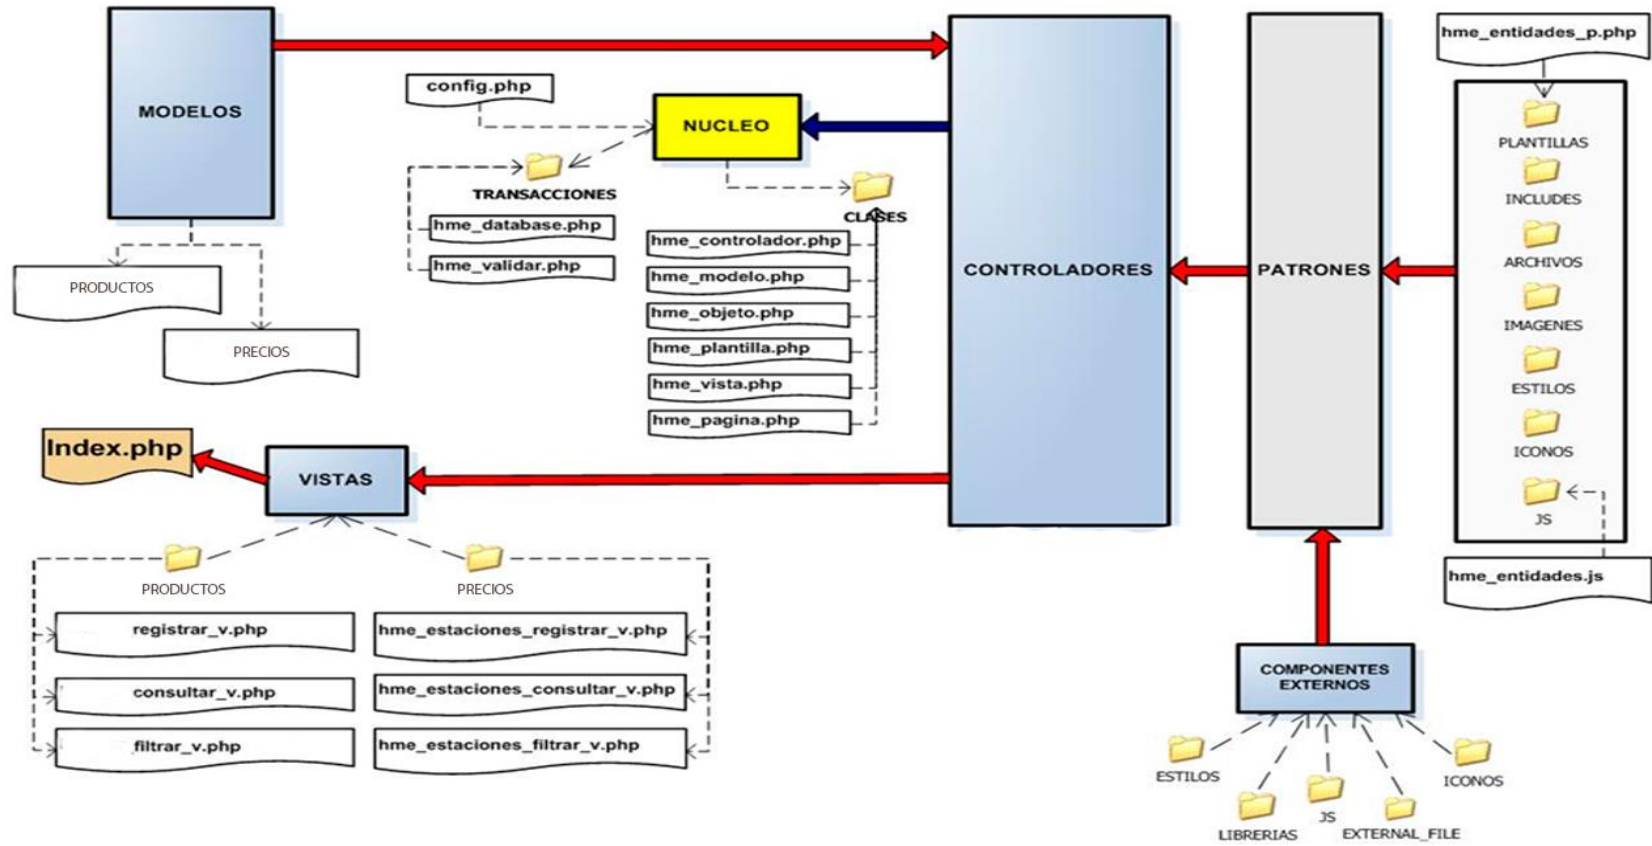 MODELOS
PRODUCTOS
PRECIOS
config.php
NUCLEO
TRANSACCIONES
hme_database.php
hme_validar.php
CLASES
hme_controlador.php
hme_modelo.php
hme_objeto.php
hme_plantilla.php
hme_vista.php
hme_pagina.php
CONTROLADORES
PATRONES
hme_entidades_p.php
PLANTILLAS
INCLUDES
ARCHIVOS
IMAGENES
ESTILOS
ICONOS
JS
hme_entidades.js
Index.php
VISTAS
PRODUCTOS
registrar_v.php
consultar_v.php
filtrar_v.php
PRECIOS
hme_estaciones_registrar_v.php
hme_estaciones_consultar_v.php
hme_estaciones_filtrar_v.php
COMPONENTES
EXTERNOS
ESTILOS
LIBRERIAS
JS
EXTERNAL_FILE
ICONOS